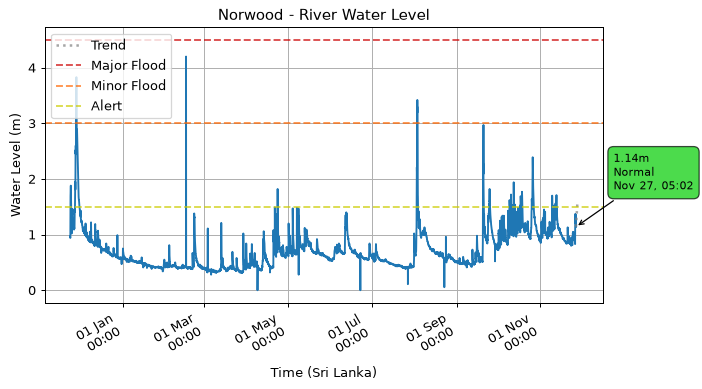 Norwood - River Water Level
Trend
Major Flood
Minor Flood
Alert
Water Level (m)
4
3
2
1
0
1.14m
Normal
Nov 27, 05:02
01 Jan
00:00
01 Mar
00:00
01 May
00:00
01 Jul
00:00
01 Sep
00:00
01 Nov
00:00
Time (Sri Lanka)